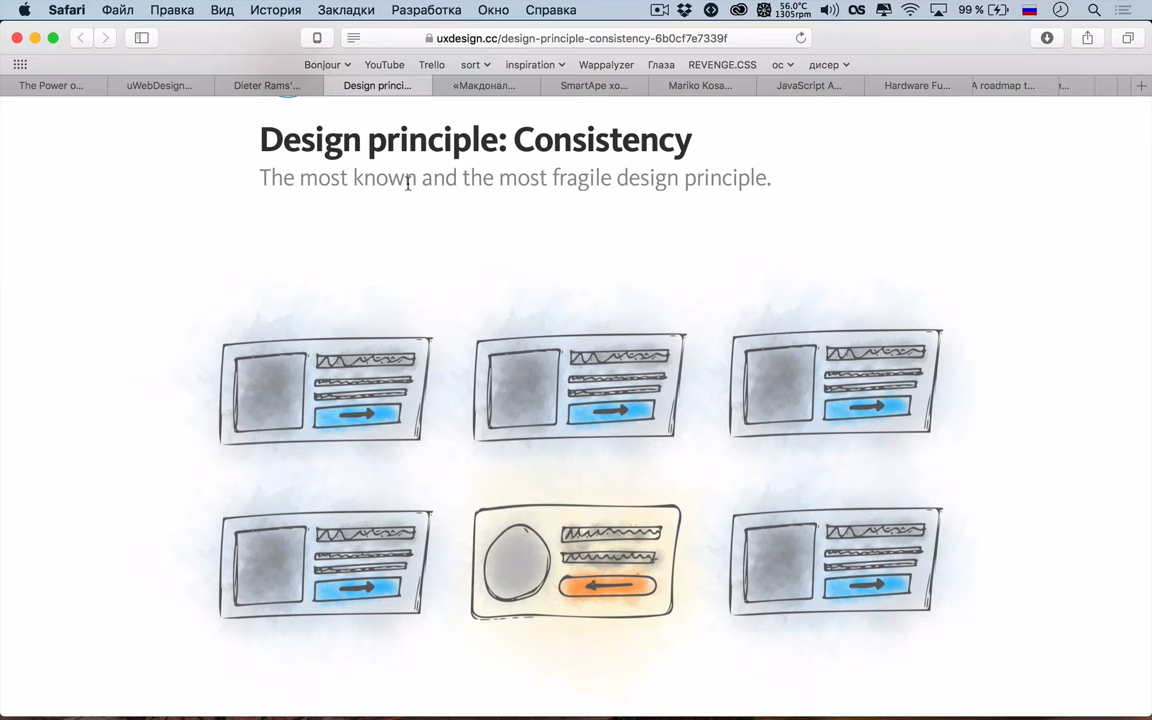 Safari Файл Правка Вид История Закладки Разработка Окно Справка 56.0°C 1305rpm 99 %
uxdesign.cc/design-principle-consistency-6b0cf7e7339f
Bonjour YouTube Trello sort inspiration Wappalyzer Глаза REVENGE.CSS ос дисер
The Power o... uWebDesign... Dieter Rams'... Design princi... «Макдонал... SmartApe хо... Mariko Kosa... JavaScript A... Hardware Fu... A roadmap t...
Design principle: Consistency
The most known and the most fragile design principle.